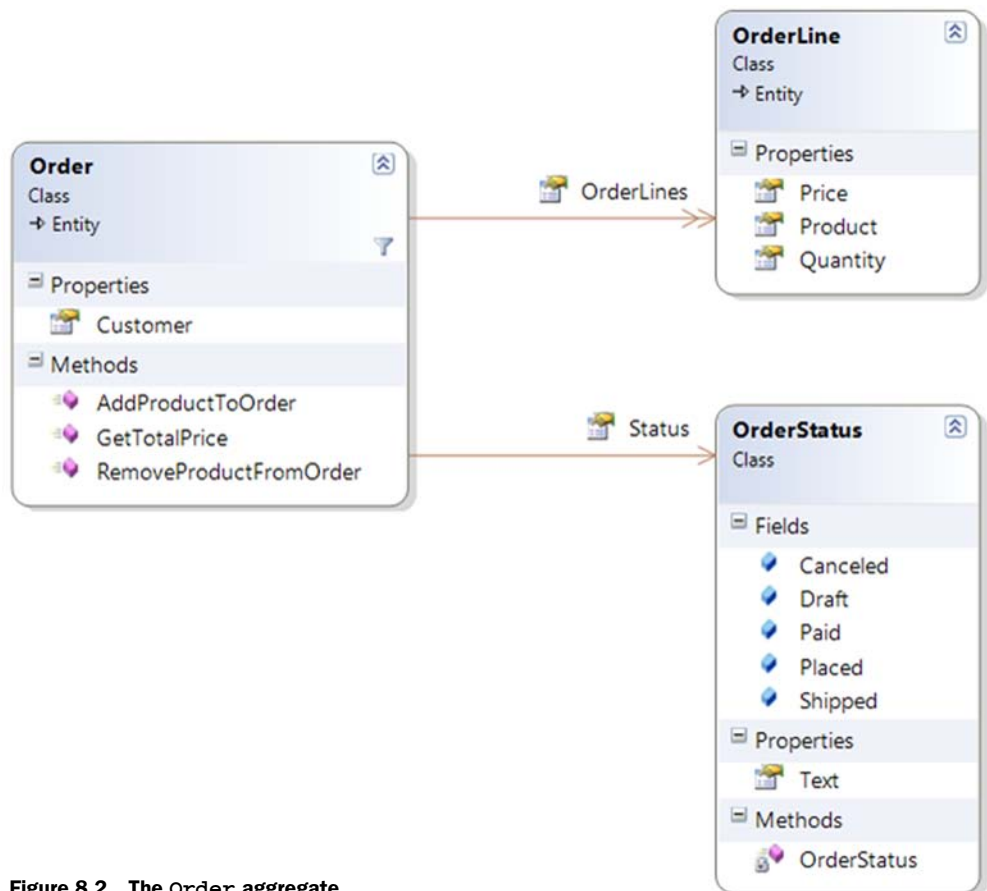 Order
Class
Entity
Properties
Customer
Methods
AddProductToOrder
GetTotalPrice
RemoveProductFromOrder
OrderLines
OrderLine
Class
Entity
Properties
Price
Product
Quantity
Status
OrderStatus
Class
Fields
Canceled
Draft
Paid
Placed
Shipped
Properties
Text
Methods
OrderStatus
Figure 8.2 The Order aggregate